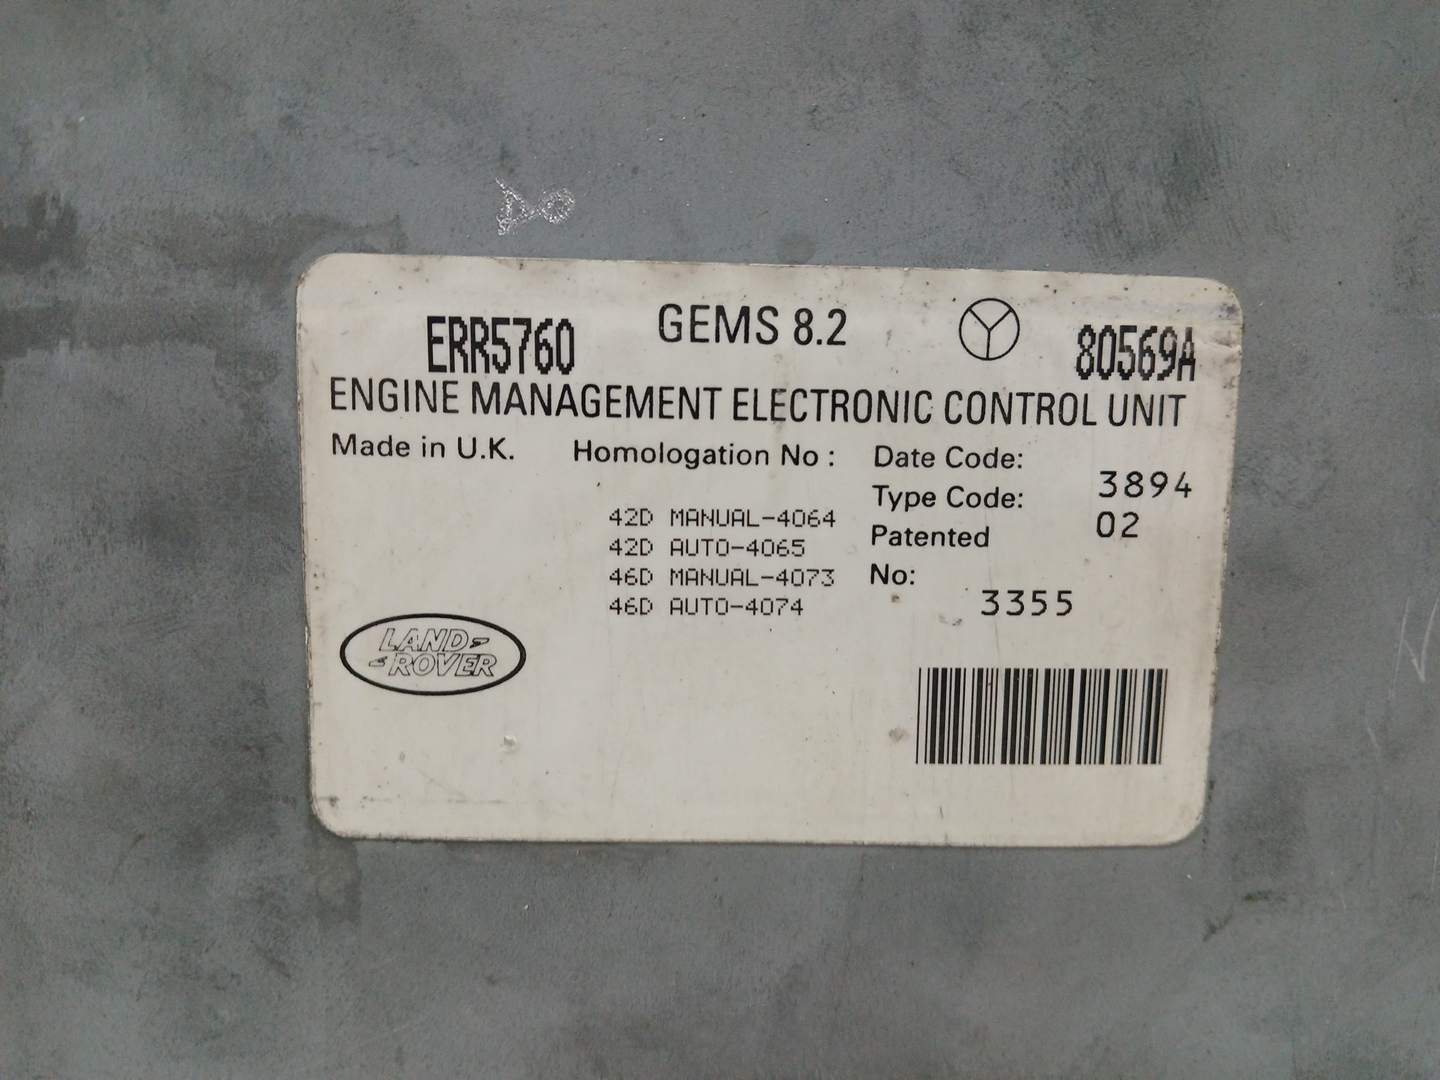 ERR5760 GEMS 8.2 80569A
ENGINE MANAGEMENT ELECTRONIC CONTROL UNIT
Made in U.K. Homologation No : Date Code: 3894
Type Code: 02
42D MANUAL-4064
42D AUTO-4065
46D MANUAL-4073
46D AUTO-4074
Patented
No: 3355
LAND
ROVER